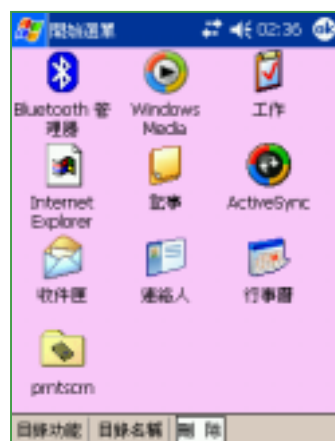 開始選單 02:36 ok
Bluetooth 管理器
Windows Media
工作
Internet Explorer
記事
ActiveSync
收件匣
連絡人
行事曆
prntscrn
目錄功能 目錄名稱 刪 除